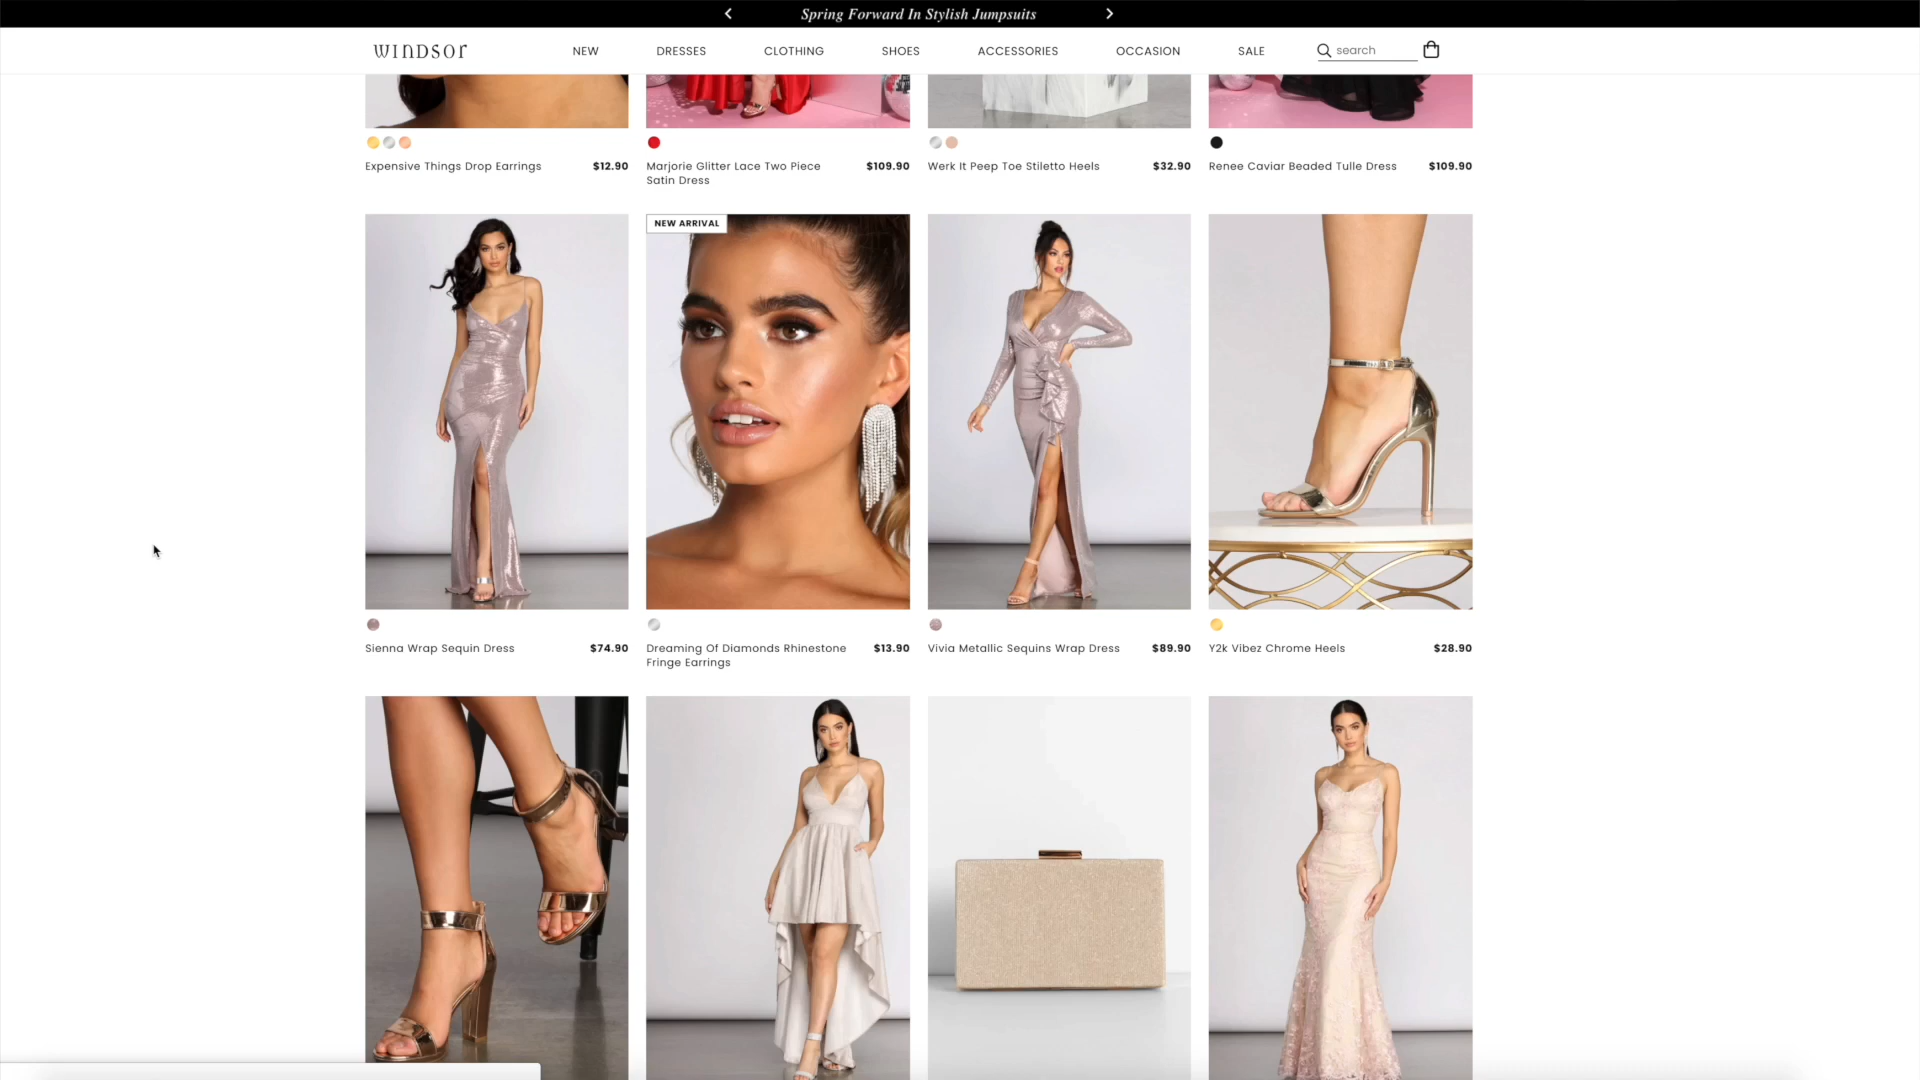 Spring Forward In Stylish Jumpsuits
WINDSOR
NEW
DRESSES
CLOTHING
SHOES
ACCESSORIES
OCCASION
SALE
search
Expensive Things Drop Earrings $12.90
Marjorie Glitter Lace Two Piece $109.90
Satin Dress
Werk It Peep Toe Stiletto Heels $32.90
Renee Caviar Beaded Tulle Dress $109.90
NEW ARRIVAL
Sienna Wrap Sequin Dress $74.90
Dreaming Of Diamonds Rhinestone $13.90
Fringe Earrings
Vivia Metallic Sequins Wrap Dress $89.90
Y2k Vibez Chrome Heels $28.90